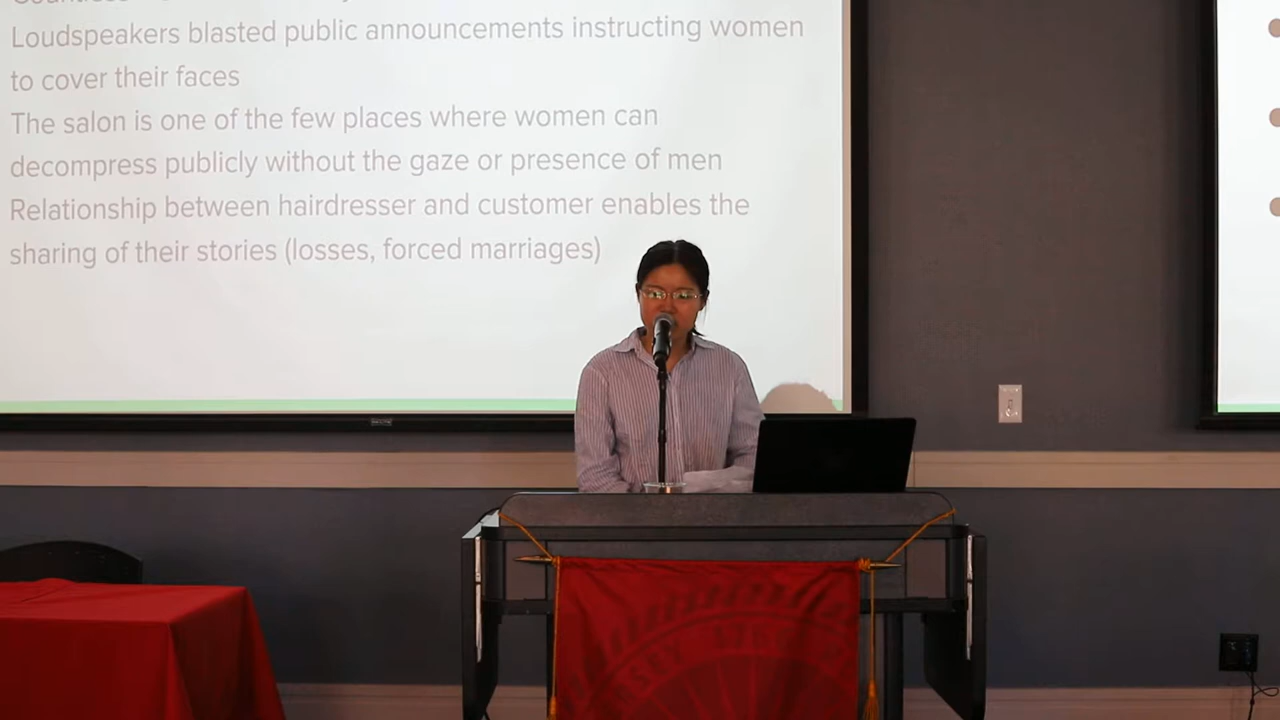 Loudspeakers blasted public announcements instructing women
to cover their faces
The salon is one of the few places where women can
decompress publicly without the gaze or presence of men
Relationship between hairdresser and customer enables the
sharing of their stories (losses, forced marriages)